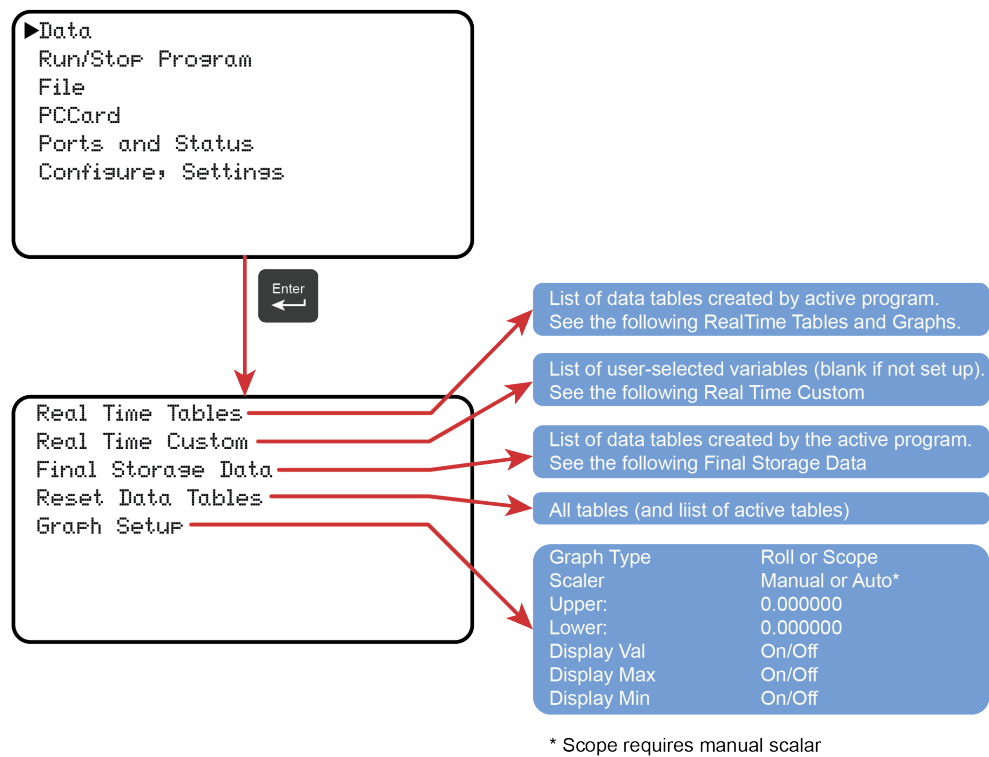 ▶Data
Run/Stop Program
File
PCCard
Ports and Status
Configure, Settings
Enter
Real Time Tables
Real Time Custom
Final Storage Data
Reset Data Tables
Graph Setup
List of data tables created by active program.
See the following RealTime Tables and Graphs.
List of user-selected variables (blank if not set up).
See the following Real Time Custom
List of data tables created by the active program.
See the following Final Storage Data
All tables (and liist of active tables)
Graph Type Roll or Scope
Scaler Manual or Auto*
Upper: 0.000000
Lower: 0.000000
Display Val On/Off
Display Max On/Off
Display Min On/Off
* Scope requires manual scalar